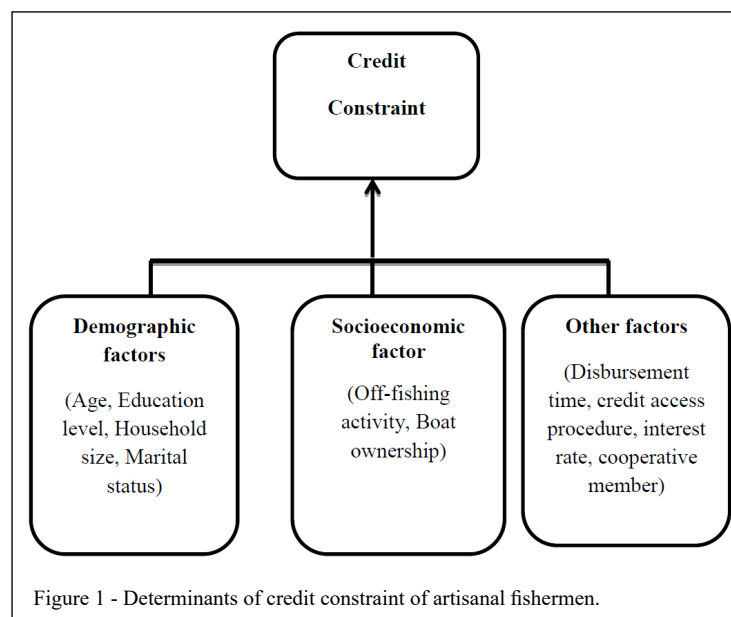 Credit
Constraint
Demographic
factors
(Age, Education
level, Household
size, Marital
status)
Socioeconomic
factor
(Off-fishing
activity, Boat
ownership)
Other factors
(Disbursement
time, credit access
procedure, interest
rate, cooperative
member)
Figure 1 - Determinants of credit constraint of artisanal fishermen.